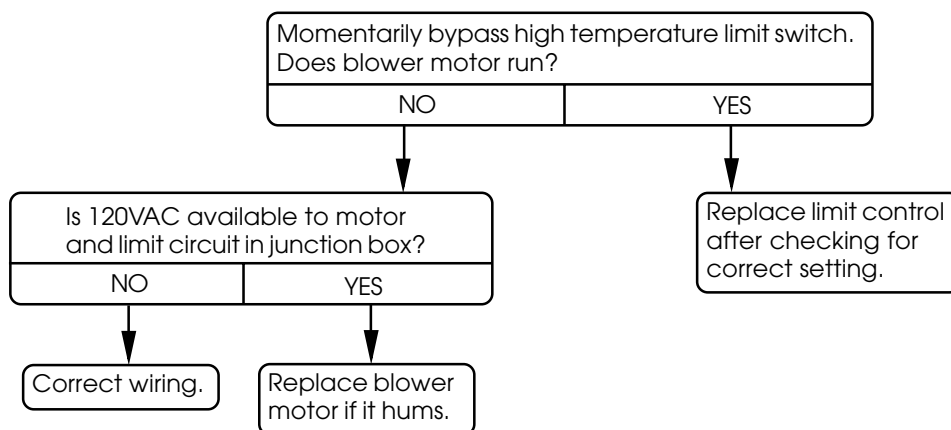 Momentarily bypass high temperature limit switch.
Does blower motor run?
NO
YES
Is 120VAC available to motor
and limit circuit in junction box?
NO
YES
Replace limit control
after checking for
correct setting.
Correct wiring.
Replace blower
motor if it hums.